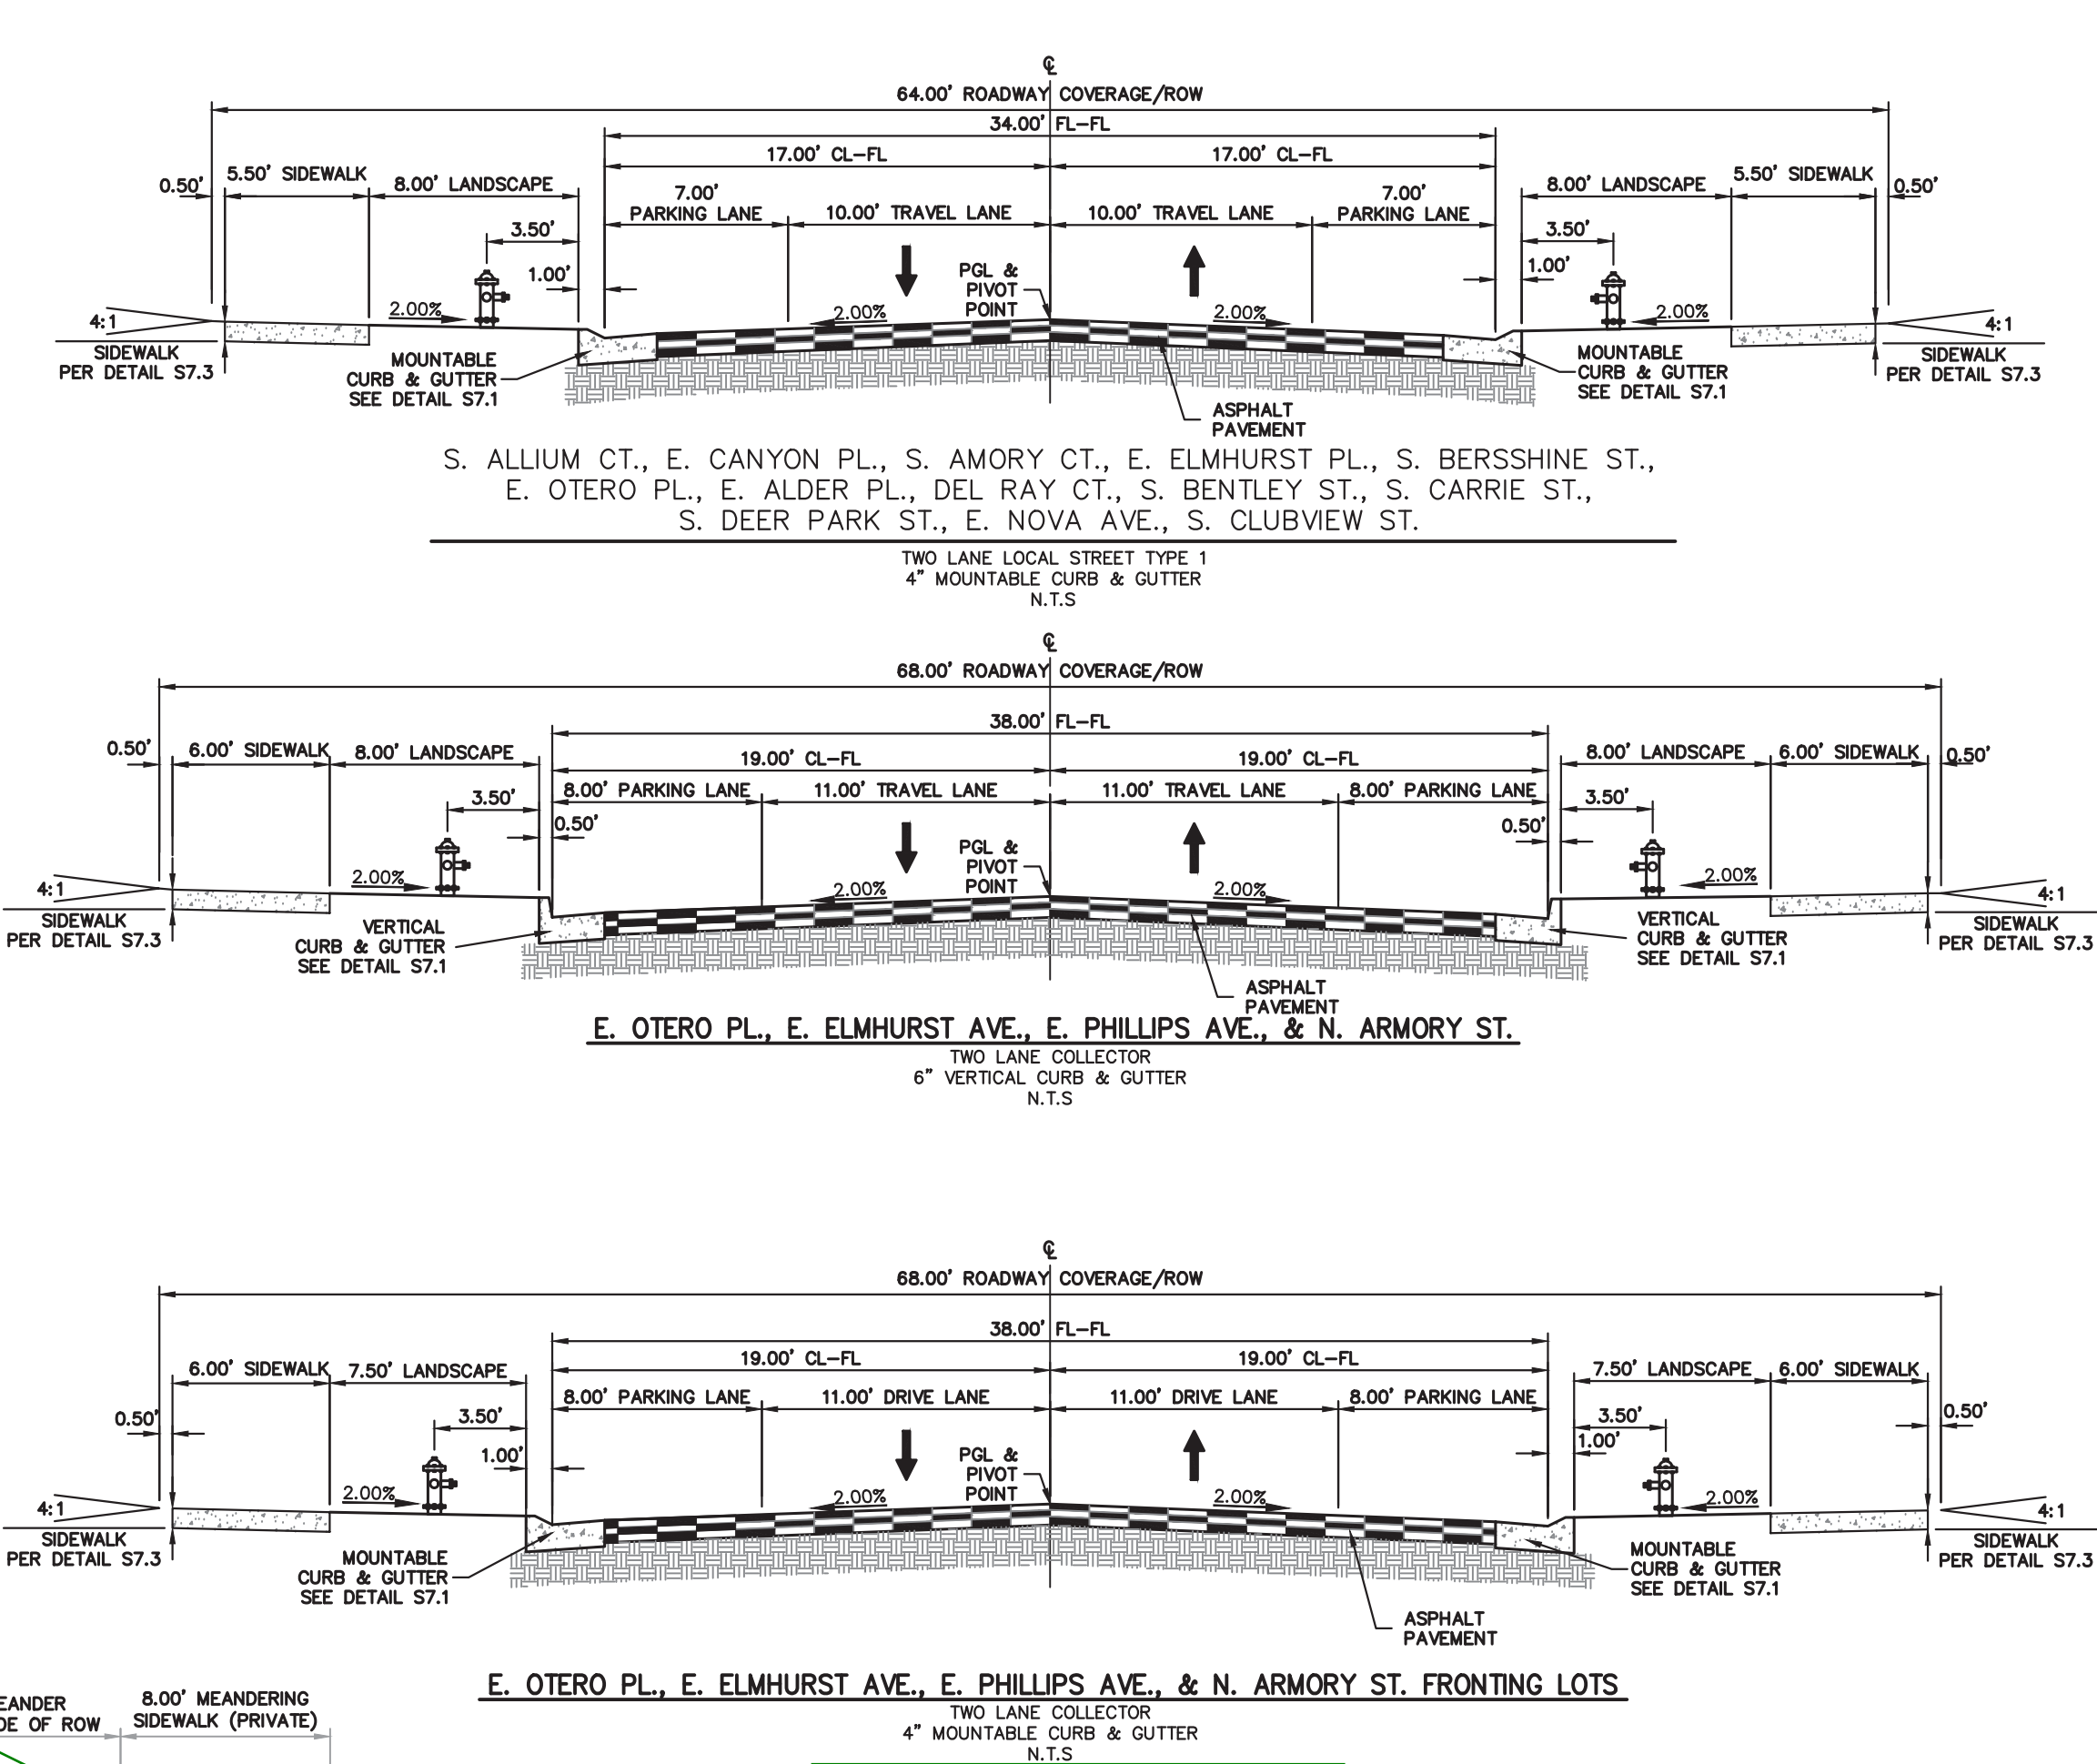 ℄
64.00' ROADWAY COVERAGE/ROW
34.00' FL-FL
17.00' CL-FL
17.00' CL-FL
0.50'
5.50' SIDEWALK
8.00' LANDSCAPE
7.00'
PARKING LANE
10.00' TRAVEL LANE
10.00' TRAVEL LANE
7.00'
PARKING LANE
8.00' LANDSCAPE
5.50' SIDEWALK
0.50'
3.50'
3.50'
1.00'
1.00'
PGL &
PIVOT
POINT
4:1
2.00%
2.00%
2.00%
2.00%
4:1
SIDEWALK
PER DETAIL S7.3
MOUNTABLE
CURB & GUTTER
SEE DETAIL S7.1
MOUNTABLE
CURB & GUTTER
SEE DETAIL S7.1
SIDEWALK
PER DETAIL S7.3
ASPHALT
PAVEMENT
S. ALLIUM CT., E. CANYON PL., S. AMORY CT., E. ELMHURST PL., S. BERSSHINE ST.,
E. OTERO PL., E. ALDER PL., DEL RAY CT., S. BENTLEY ST., S. CARRIE ST.,
S. DEER PARK ST., E. NOVA AVE., S. CLUBVIEW ST.
TWO LANE LOCAL STREET TYPE 1
4" MOUNTABLE CURB & GUTTER
N.T.S
℄
68.00' ROADWAY COVERAGE/ROW
38.00' FL-FL
19.00' CL-FL
19.00' CL-FL
0.50'
6.00' SIDEWALK
8.00' LANDSCAPE
8.00' PARKING LANE
11.00' TRAVEL LANE
11.00' TRAVEL LANE
8.00' PARKING LANE
8.00' LANDSCAPE
6.00' SIDEWALK
0.50'
3.50'
3.50'
0.50'
0.50'
PGL &
PIVOT
POINT
4:1
2.00%
2.00%
2.00%
2.00%
4:1
SIDEWALK
PER DETAIL S7.3
VERTICAL
CURB & GUTTER
SEE DETAIL S7.1
VERTICAL
CURB & GUTTER
SEE DETAIL S7.1
SIDEWALK
PER DETAIL S7.3
ASPHALT
PAVEMENT
E. OTERO PL., E. ELMHURST AVE., E. PHILLIPS AVE., & N. ARMORY ST.
TWO LANE COLLECTOR
6" VERTICAL CURB & GUTTER
N.T.S
℄
68.00' ROADWAY COVERAGE/ROW
38.00' FL-FL
19.00' CL-FL
19.00' CL-FL
6.00' SIDEWALK
7.50' LANDSCAPE
8.00' PARKING LANE
11.00' DRIVE LANE
11.00' DRIVE LANE
8.00' PARKING LANE
7.50' LANDSCAPE
6.00' SIDEWALK
0.50'
3.50'
3.50'
0.50'
1.00'
1.00'
PGL &
PIVOT
POINT
4:1
2.00%
2.00%
2.00%
2.00%
4:1
SIDEWALK
PER DETAIL S7.3
MOUNTABLE
CURB & GUTTER
SEE DETAIL S7.1
MOUNTABLE
CURB & GUTTER
SEE DETAIL S7.1
SIDEWALK
PER DETAIL S7.3
ASPHALT
PAVEMENT
E. OTERO PL., E. ELMHURST AVE., E. PHILLIPS AVE., & N. ARMORY ST. FRONTING LOTS
TWO LANE COLLECTOR
4" MOUNTABLE CURB & GUTTER
N.T.S
OF ROW
8.00' MEANDERING
SIDEWALK (PRIVATE)